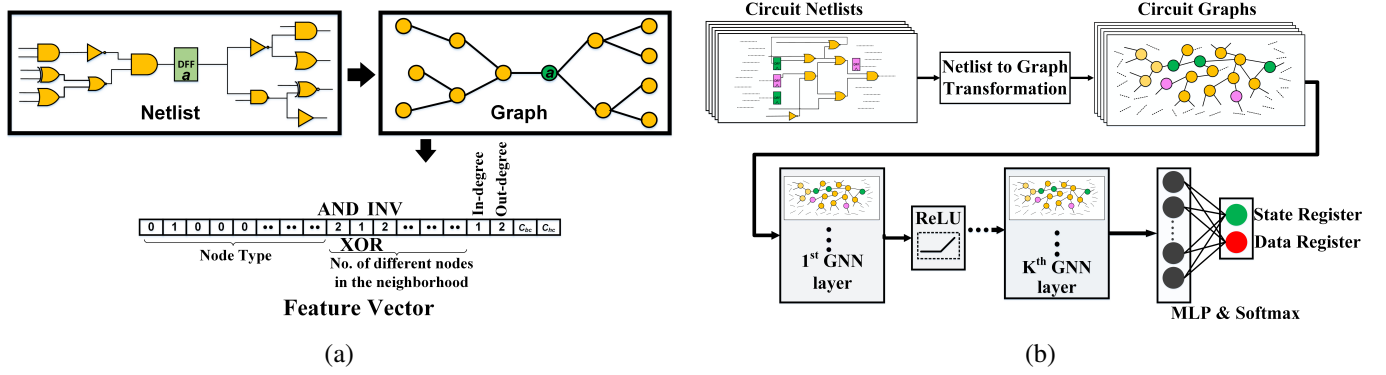 DFF
a
Netlist
a
Graph
In-degree
Out-degree
AND INV
0 1 0 0 0 •• •• •• 2 1 2 •• •• •• 1 2 Cbc Chc
XOR
Node Type
No. of different nodes
in the neighborhood
Feature Vector
(a)
Circuit Netlists
Circuit Graphs
Netlist to Graph
Transformation
1st GNN
layer
ReLU
Kth GNN
layer
State Register
Data Register
MLP & Softmax
(b)